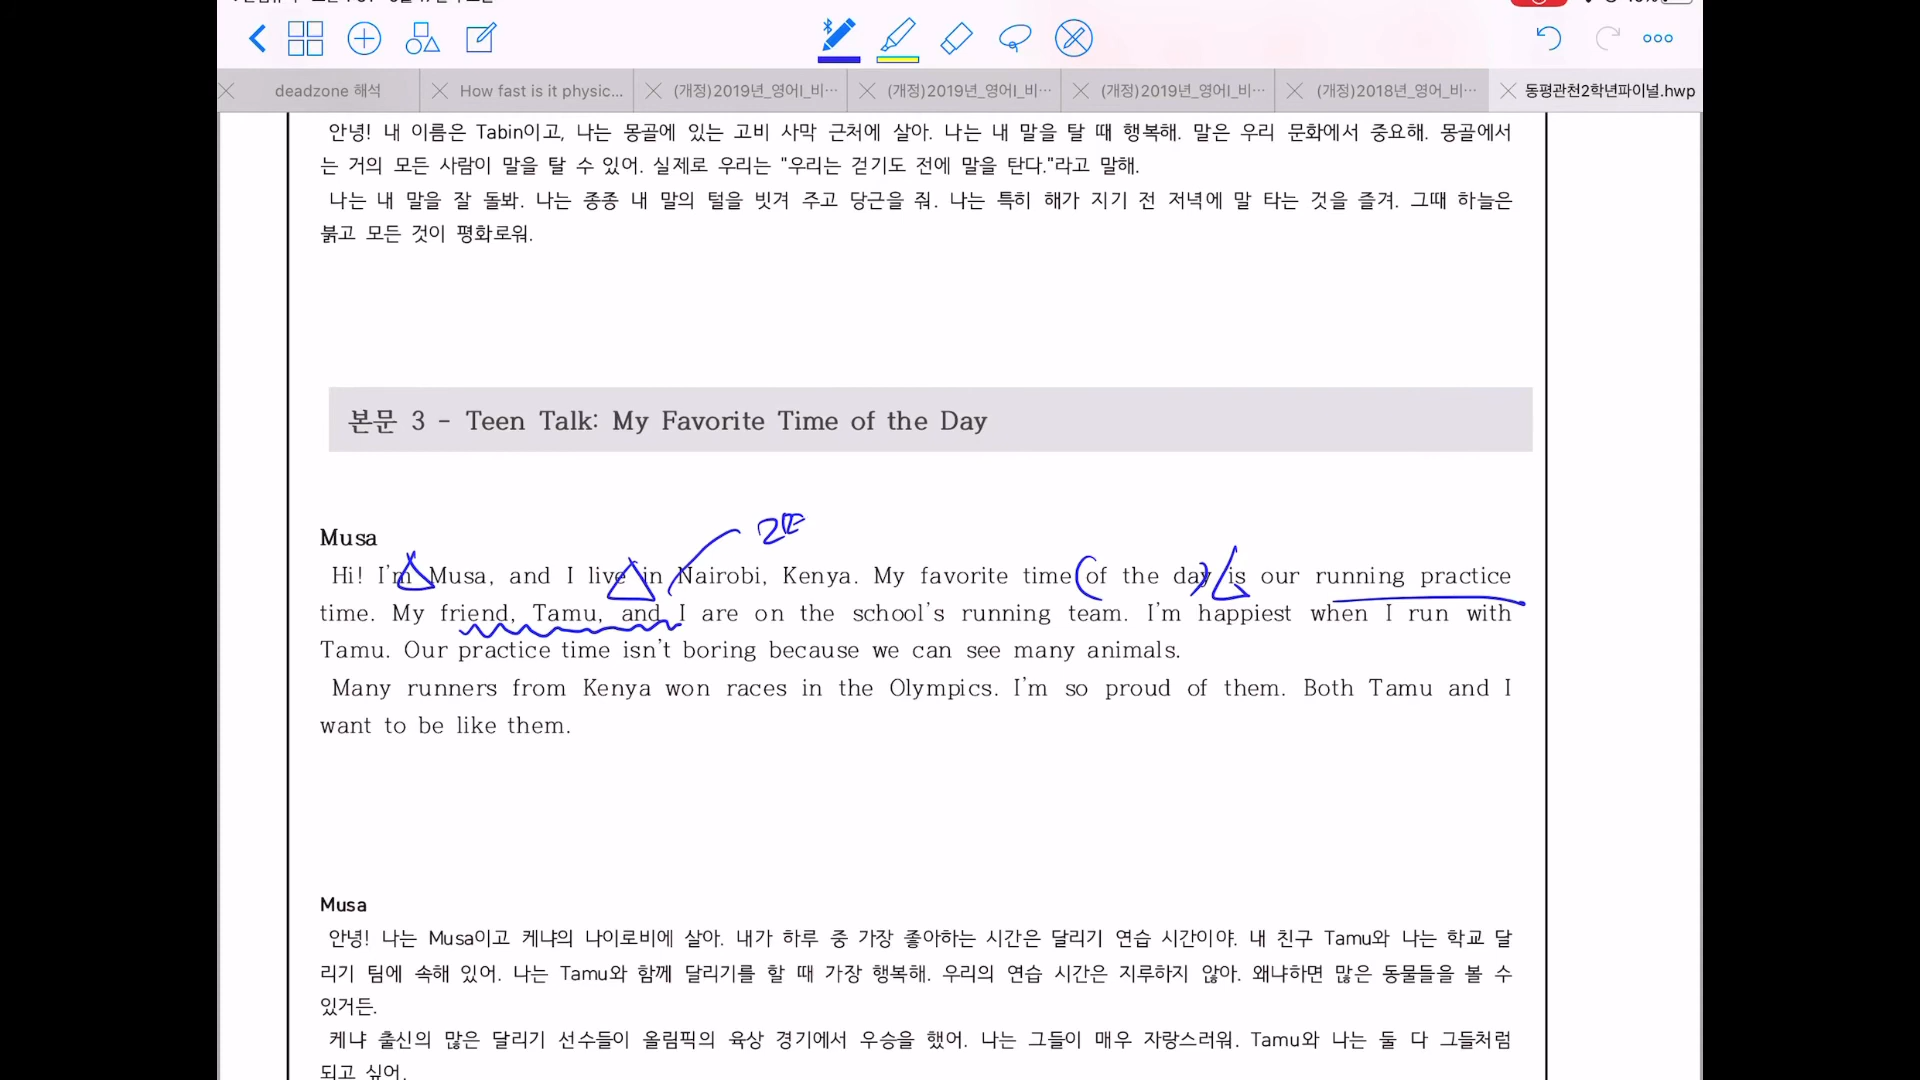 deadzone 해석
How fast is it physic...
(개정)2019년_영어I_비...
(개정)2019년_영어I_비...
(개정)2019년_영어I_비...
(개정)2018년_영어_비...
동평관천2학년파이널.hwp
안녕! 내 이름은 Tabin이고, 나는 몽골에 있는 고비 사막 근처에 살아. 나는 내 말을 탈 때 행복해. 말은 우리 문화에서 중요해. 몽골에서
는 거의 모든 사람이 말을 탈 수 있어. 실제로 우리는 "우리는 걷기도 전에 말을 탄다."라고 말해.
나는 내 말을 잘 돌봐. 나는 종종 내 말의 털을 빗겨 주고 당근을 줘. 나는 특히 해가 지기 전 저녁에 말 타는 것을 즐겨. 그때 하늘은
붉고 모든 것이 평화로워.
본문 3 - Teen Talk: My Favorite Time of the Day
Musa
Hi! I'm Musa, and I live in Nairobi, Kenya. My favorite time of the day is our running practice
time. My friend, Tamu, and I are on the school's running team. I'm happiest when I run with
Tamu. Our practice time isn't boring because we can see many animals.
Many runners from Kenya won races in the Olympics. I'm so proud of them. Both Tamu and I
want to be like them.
Musa
안녕! 나는 Musa이고 케냐의 나이로비에 살아. 내가 하루 중 가장 좋아하는 시간은 달리기 연습 시간이야. 내 친구 Tamu와 나는 학교 달
리기 팀에 속해 있어. 나는 Tamu와 함께 달리기를 할 때 가장 행복해. 우리의 연습 시간은 지루하지 않아. 왜냐하면 많은 동물들을 볼 수
있거든.
케냐 출신의 많은 달리기 선수들이 올림픽의 육상 경기에서 우승을 했어. 나는 그들이 매우 자랑스러워. Tamu와 나는 둘 다 그들처럼
되고 싶어.